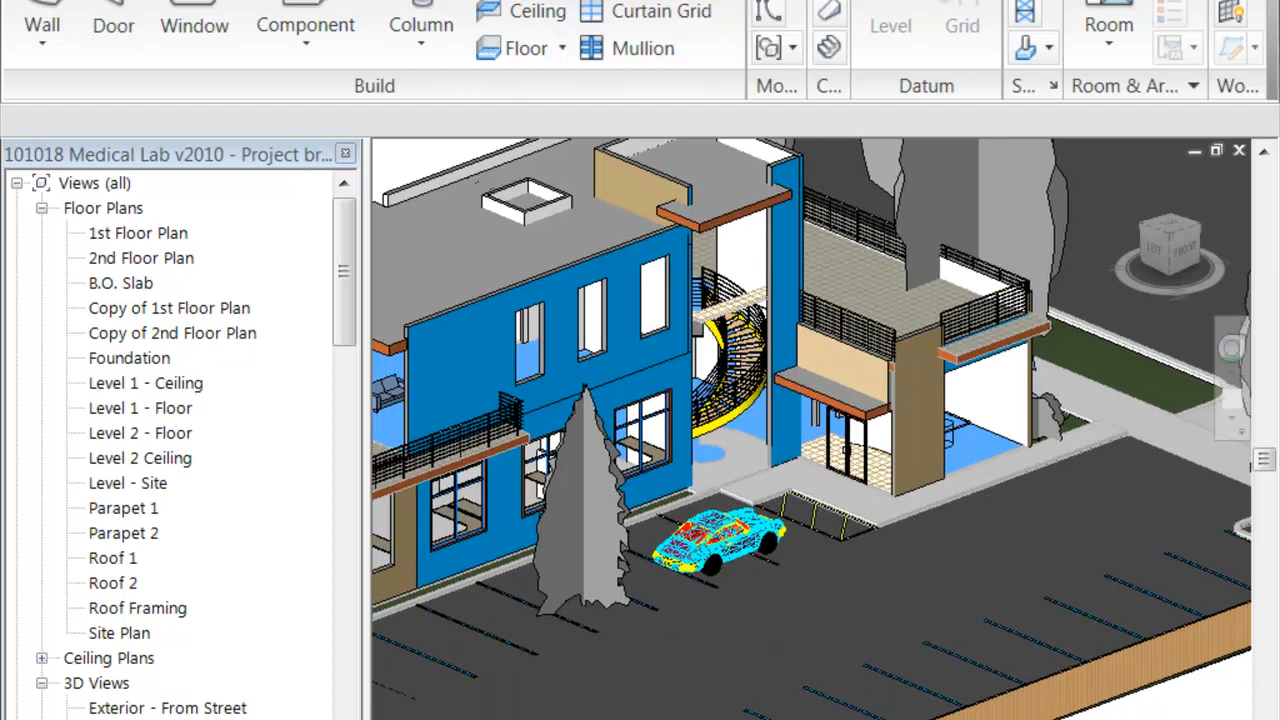 Wall
Door
Window
Component
Column
Ceiling
Curtain Grid
Floor
Mullion
Level
Grid
Room
Build
Mo...
C...
Datum
S...
Room & Ar...
Wo...
101018 Medical Lab v2010 - Project br...
Views (all)
Floor Plans
1st Floor Plan
2nd Floor Plan
B.O. Slab
Copy of 1st Floor Plan
Copy of 2nd Floor Plan
Foundation
Level 1 - Ceiling
Level 1 - Floor
Level 2 - Floor
Level 2 Ceiling
Level - Site
Parapet 1
Parapet 2
Roof 1
Roof 2
Roof Framing
Site Plan
Ceiling Plans
3D Views
Exterior - From Street
LEFT
FRONT